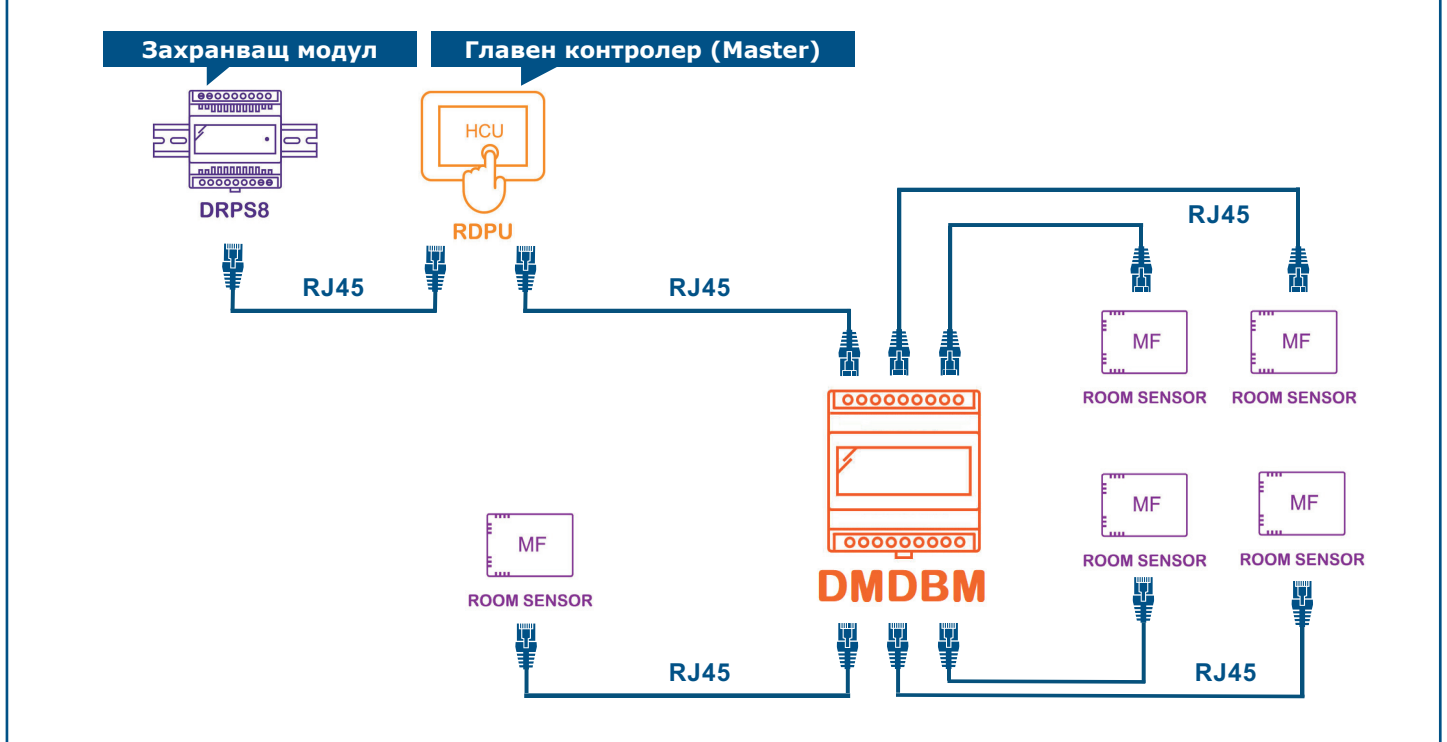 Захранващ модул
Главен контролер (Master)
HCU
DRPS8
RDPU
RJ45
RJ45
RJ45
MF
MF
ROOM SENSOR
ROOM SENSOR
MF
MF
MF
ROOM SENSOR
ROOM SENSOR
DMDBM
ROOM SENSOR
RJ45
RJ45